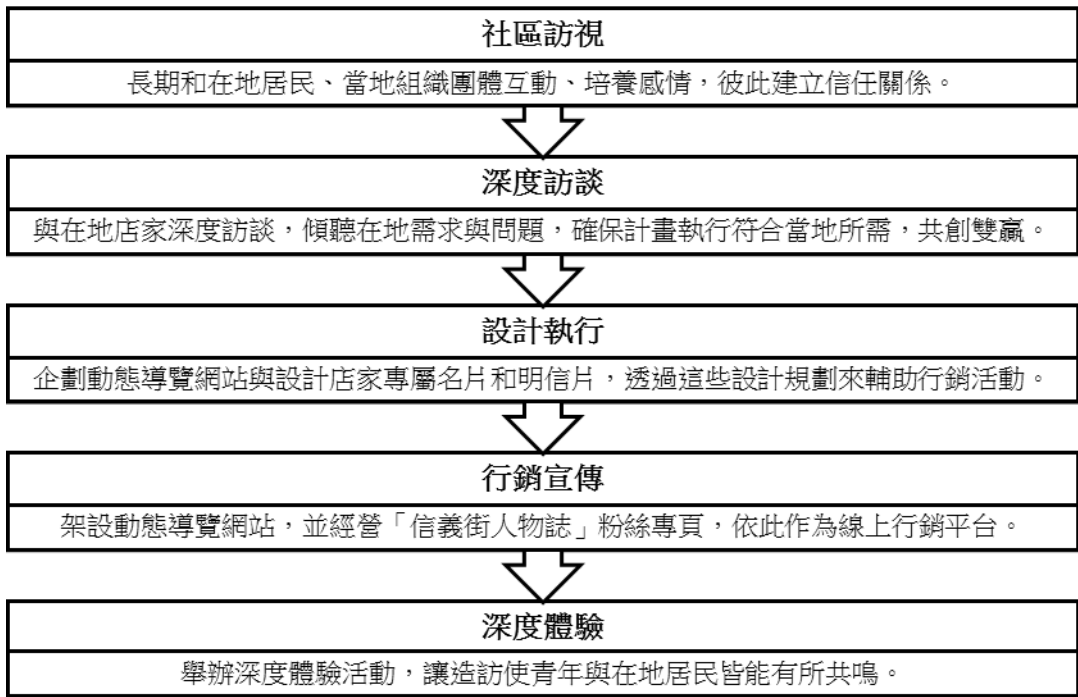 社區訪視
長期和在地居民、當地組織團體互動、培養感情，彼此建立信任關係。
深度訪談
與在地店家深度訪談，傾聽在地需求與問題，確保計畫執行符合當地所需，共創雙贏。
設計執行
企劃動態導覽網站與設計店家專屬名片和明信片，透過這些設計規劃來輔助行銷活動。
行銷宣傳
架設動態導覽網站，並經營「信義街人物誌」粉絲專頁，依此作為線上行銷平台。
深度體驗
舉辦深度體驗活動，讓造訪使青年與在地居民皆能有所共鳴。